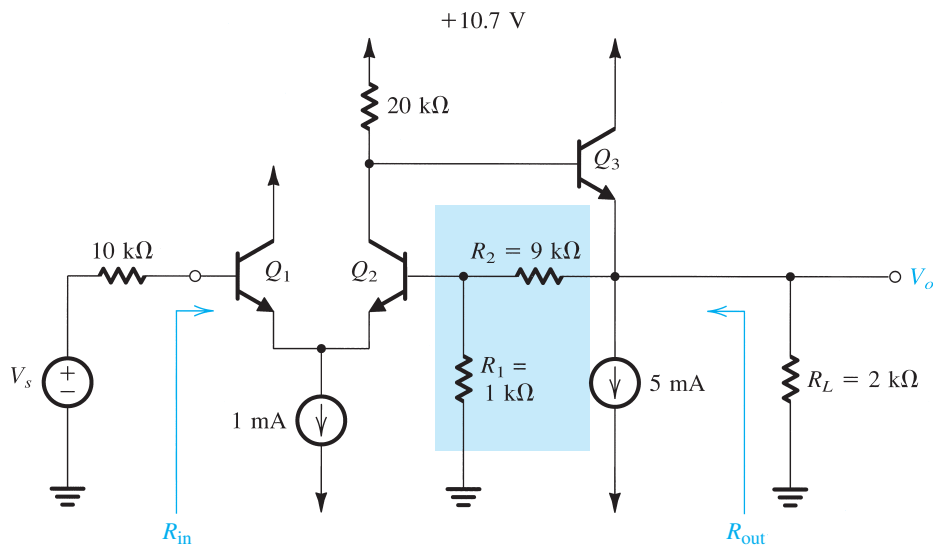 +10.7 V
20 kΩ
Q3
10 kΩ
Q1
Q2
R2 = 9 kΩ
Vo
Vs
+
−
1 mA
R1 =
1 kΩ
5 mA
RL = 2 kΩ
Rin
Rout